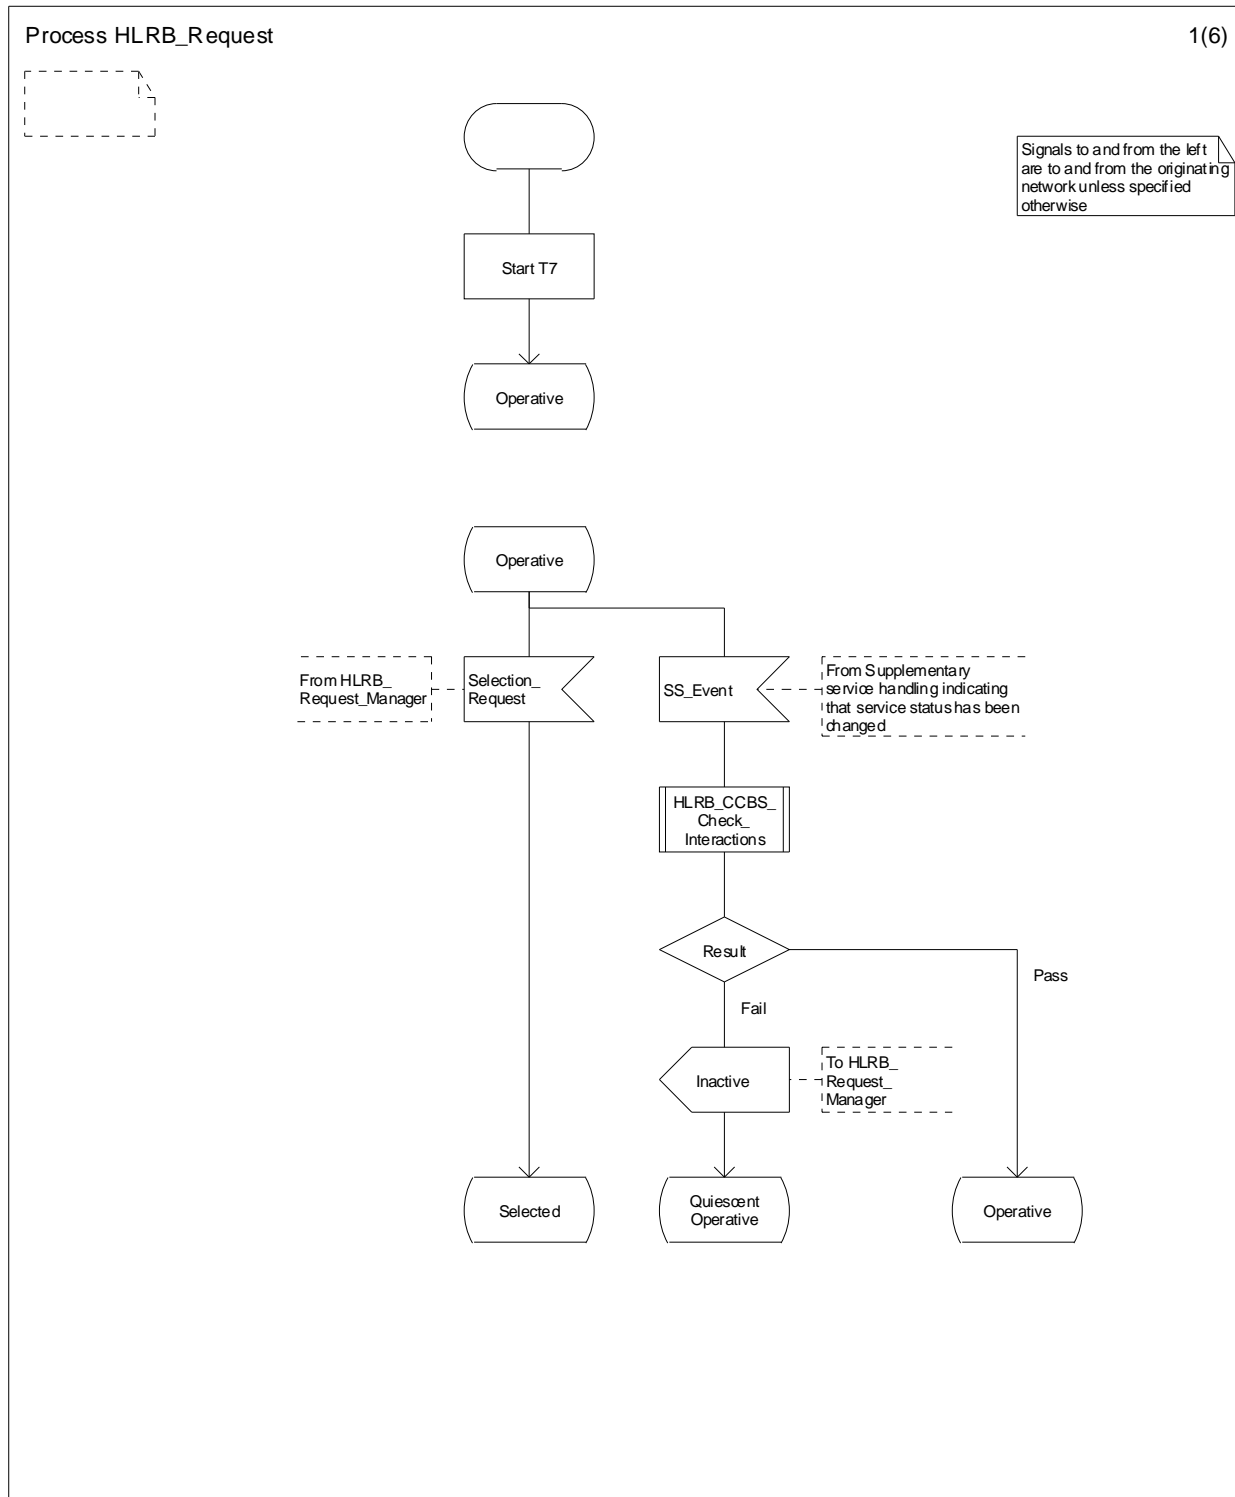 Process HLRB_Request
1(6)
Signals to and from the left
are to and from the originating
network unless specified
otherwise
Start T7
Operative
Operative
From HLRB_
Request_Manager
Selection_
Request
SS_Event
From Supplementary
service handling indicating
that service status has been
changed
HLRB_CCBS_
Check_
Interactions
Result
Pass
Fail
Inactive
To HLRB_
Request_
Manager
Selected
Quiescent
Operative
Operative